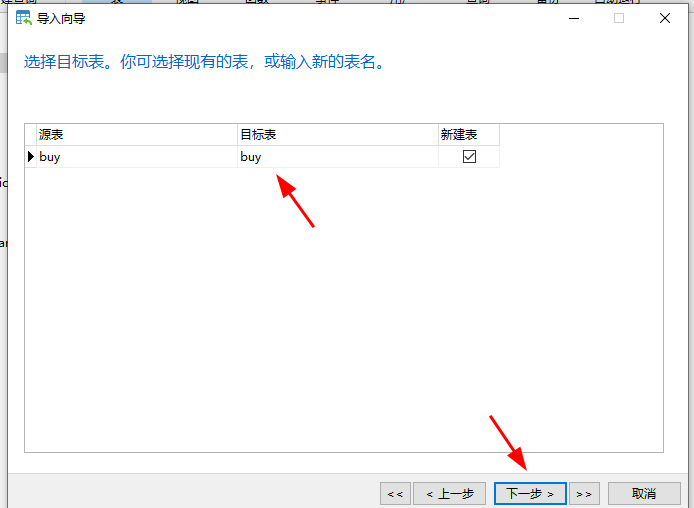 导入向导
选择目标表。你可选择现有的表，或输入新的表名。
源表 目标表 新建表
buy buy
<< < 上一步 下一步 > >> 取消